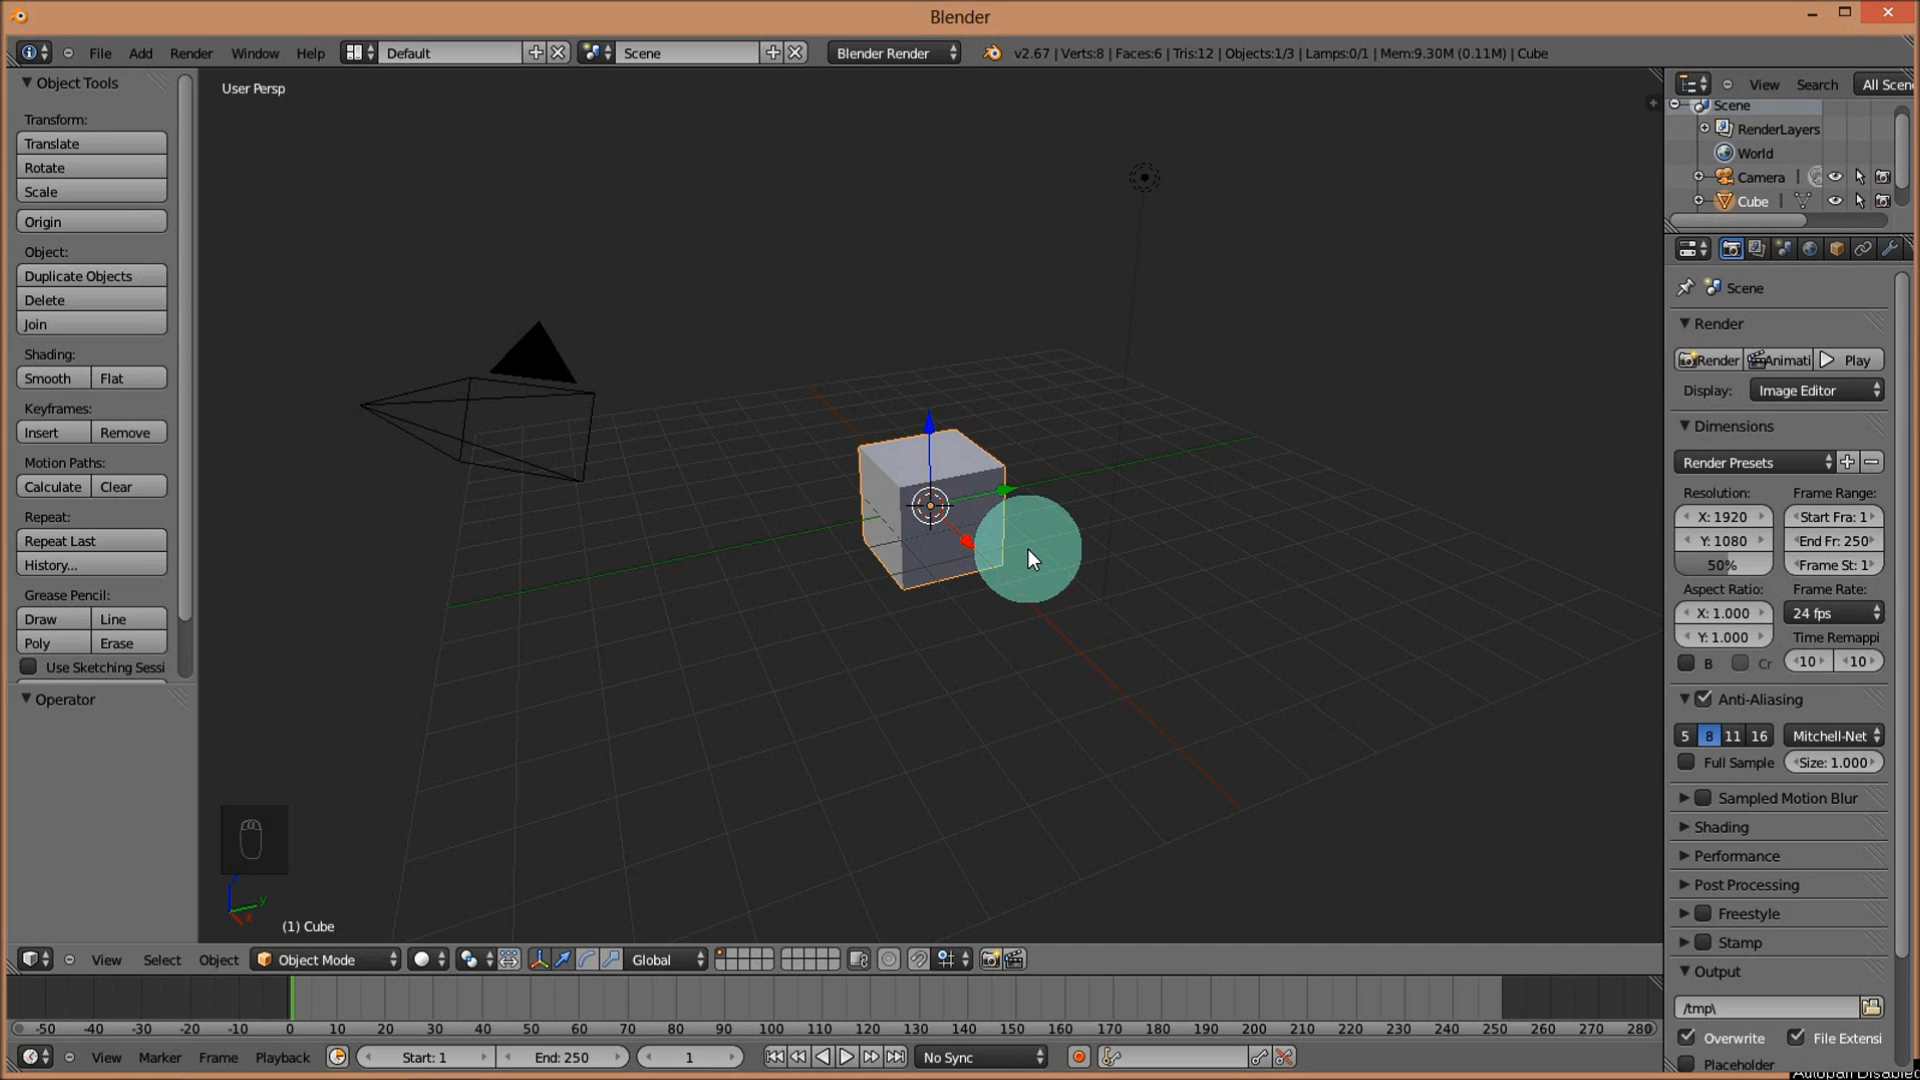 Blender
File Add Render Window Help Default Scene Blender Render v2.67 | Verts:8 | Faces:6 | Tris:12 | Objects:1/3 | Lamps:0/1 | Mem:9.30M (0.11M) | Cube
Object Tools
Transform:
Translate
Rotate
Scale
Origin
Object:
Duplicate Objects
Delete
Join
Shading:
Smooth Flat
Keyframes:
Insert Remove
Motion Paths:
Calculate Clear
Repeat:
Repeat Last
History...
Grease Pencil:
Draw Line
Poly Erase
Use Sketching Sessi
Operator
User Persp
z
y
x
(1) Cube
View Search All Scen
Scene
RenderLayers
World
Camera
Cube
Scene
Render
Render Animati Play
Display: Image Editor
Dimensions
Render Presets
Resolution: Frame Range:
X: 1920 Start Fra: 1
Y: 1080 End Fr: 250
50% Frame St: 1
Aspect Ratio: Frame Rate:
X: 1.000 24 fps
Y: 1.000 Time Remappi
B Cr 10 10
Anti-Aliasing
5 8 11 16 Mitchell-Net
Full Sample Size: 1.000
Sampled Motion Blur
Shading
Performance
Post Processing
Freestyle
Stamp
Output
/tmp\
Overwrite File Extensi
Placeholder
Autopan Disabled
View Select Object Object Mode Global
-50 -40 -30 -20 -10 0 10 20 30 40 50 60 70 80 90 100 110 120 130 140 150 160 170 180 190 200 210 220 230 240 250 260 270 280
View Marker Frame Playback Start: 1 End: 250 1 No Sync